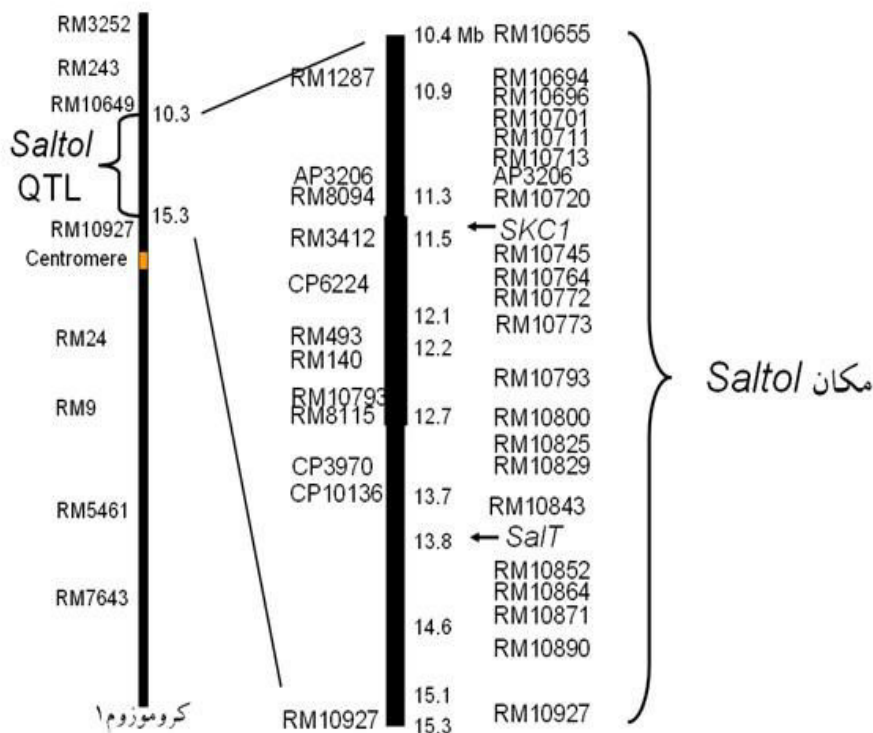 RM3252
RM243
RM10649
10.3
Saltol
QTL
15.3
RM10927
Centromere
RM24
RM9
RM5461
RM7643
کروموزوم۱
RM1287
AP3206
RM8094
RM3412
CP6224
RM493
RM140
RM10793
RM8115
CP3970
CP10136
RM10927
10.4 Mb
10.9
11.3
11.5
12.1
12.2
12.7
13.7
13.8
14.6
15.1
15.3
RM10655
RM10694
RM10696
RM10701
RM10711
RM10713
AP3206
RM10720
SKC1
RM10745
RM10764
RM10772
RM10773
RM10793
RM10800
RM10825
RM10829
RM10843
SalT
RM10852
RM10864
RM10871
RM10890
RM10927
مکان Saltol